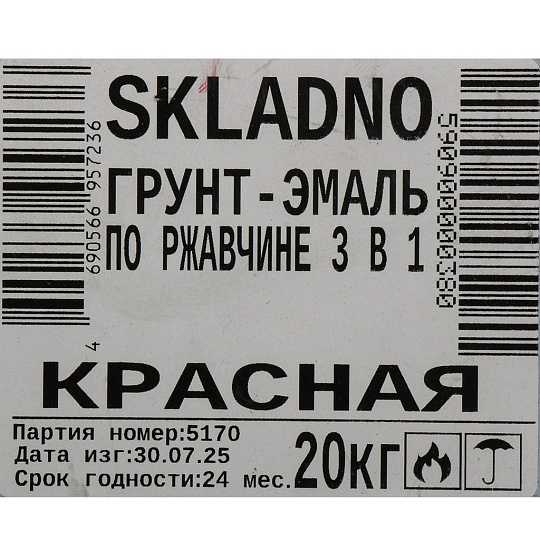 SKLADNO
ГРУНТ-ЭМАЛЬ
ПО РЖАВЧИНЕ 3 В 1
КРАСНАЯ
Партия номер:5170
Дата изг:30.07.25
Срок годности:24 мес.
20кг
4 690566 957236
5909000000380